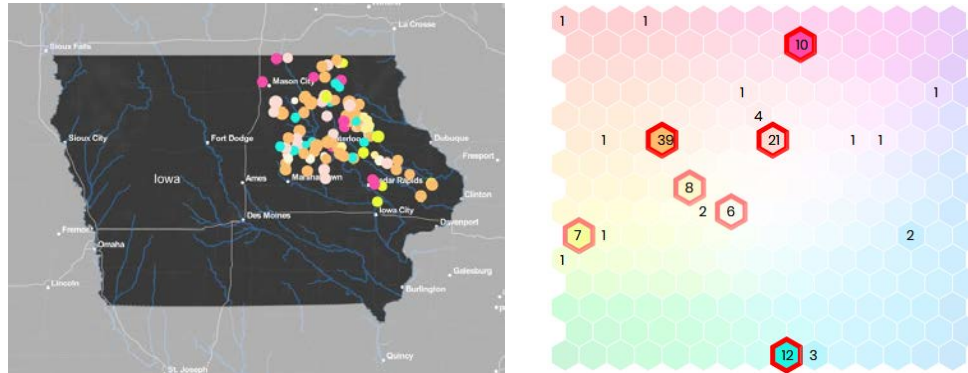 La Crosse
Sioux Falls
Mason City
Sioux City
Fort Dodge
Waterloo
Dubuque
Freeport
Iowa
Ames
Marshalltown
Cedar Rapids
Clinton
Des Moines
Iowa City
Davenport
Fremont
Omaha
Galesburg
Lincoln
Burlington
Quincy
St. Joseph
1 1
10
1 1
4
1 39 21 1 1
8
2 6
7 1 2
1
12 3